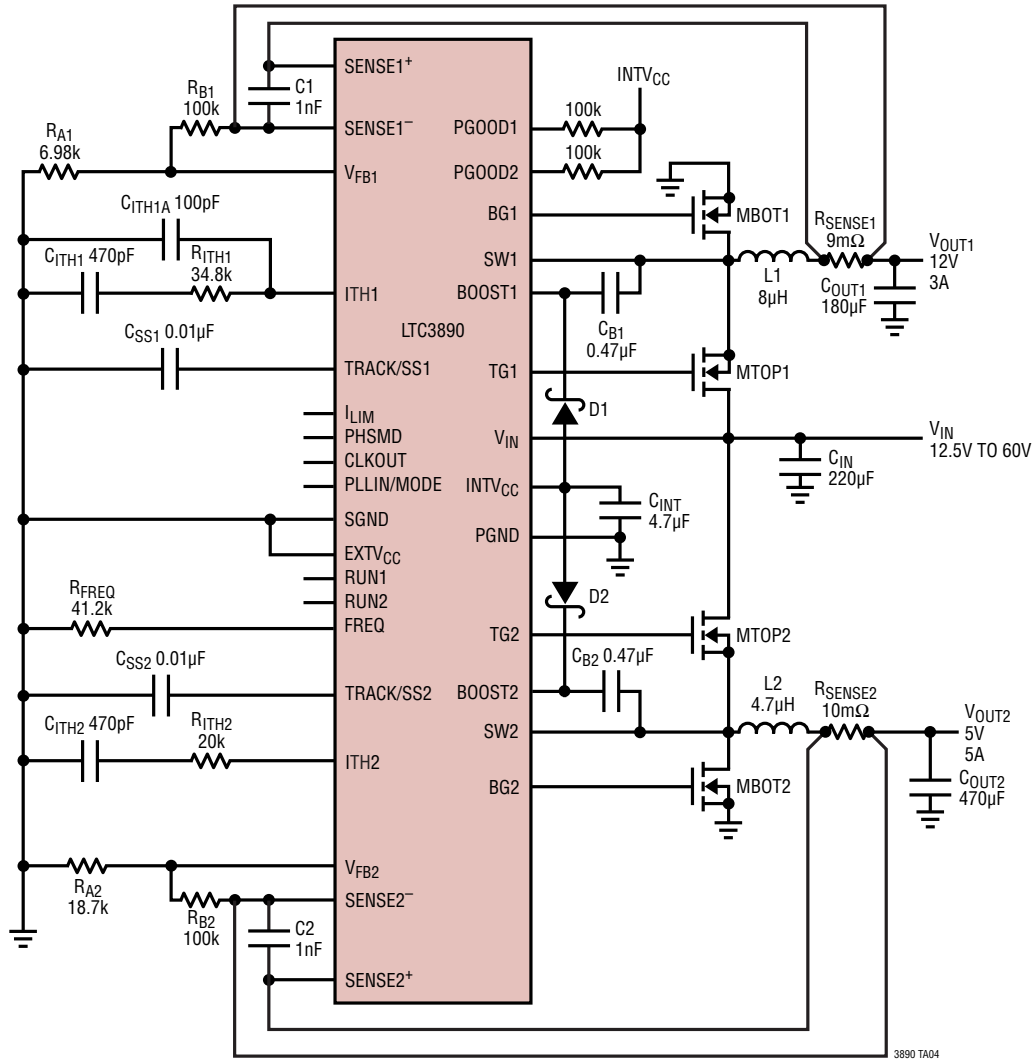 SENSE1+
INTVCC
RB1
100k
C1
1nF
100k
RA1
6.98k
SENSE1−
PGOOD1
100k
VFB1
PGOOD2
CITH1A 100pF
BG1
MBOT1
RSENSE1
9mΩ
VOUT1
12V
3A
CITH1 470pF
RITH1
34.8k
SW1
L1
8µH
COUT1
180µF
ITH1
BOOST1
CB1
0.47µF
LTC3890
CSS1 0.01µF
TRACK/SS1
TG1
MTOP1
D1
ILIM
PHSMD
VIN
VIN
12.5V TO 60V
CLKOUT
CIN
220µF
PLLIN/MODE
INTVCC
CINT
4.7µF
SGND
PGND
EXTVCC
RUN1
RUN2
D2
RFREQ
41.2k
FREQ
TG2
MTOP2
CSS2 0.01µF
CB2 0.47µF
TRACK/SS2
BOOST2
L2
4.7µH
RSENSE2
10mΩ
CITH2 470pF
RITH2
20k
SW2
VOUT2
5V
5A
ITH2
BG2
MBOT2
COUT2
470µF
VFB2
RA2
18.7k
SENSE2−
RB2
100k
C2
1nF
SENSE2+
3890 TA04